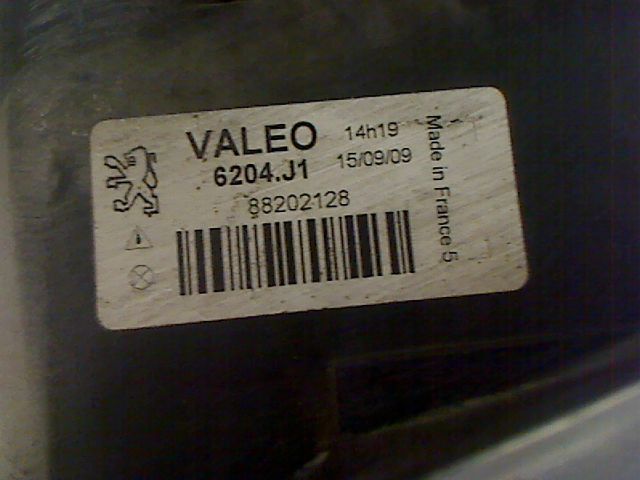 VALEO
14h19
6204.J1
15/09/09
88202128
Made in France 5